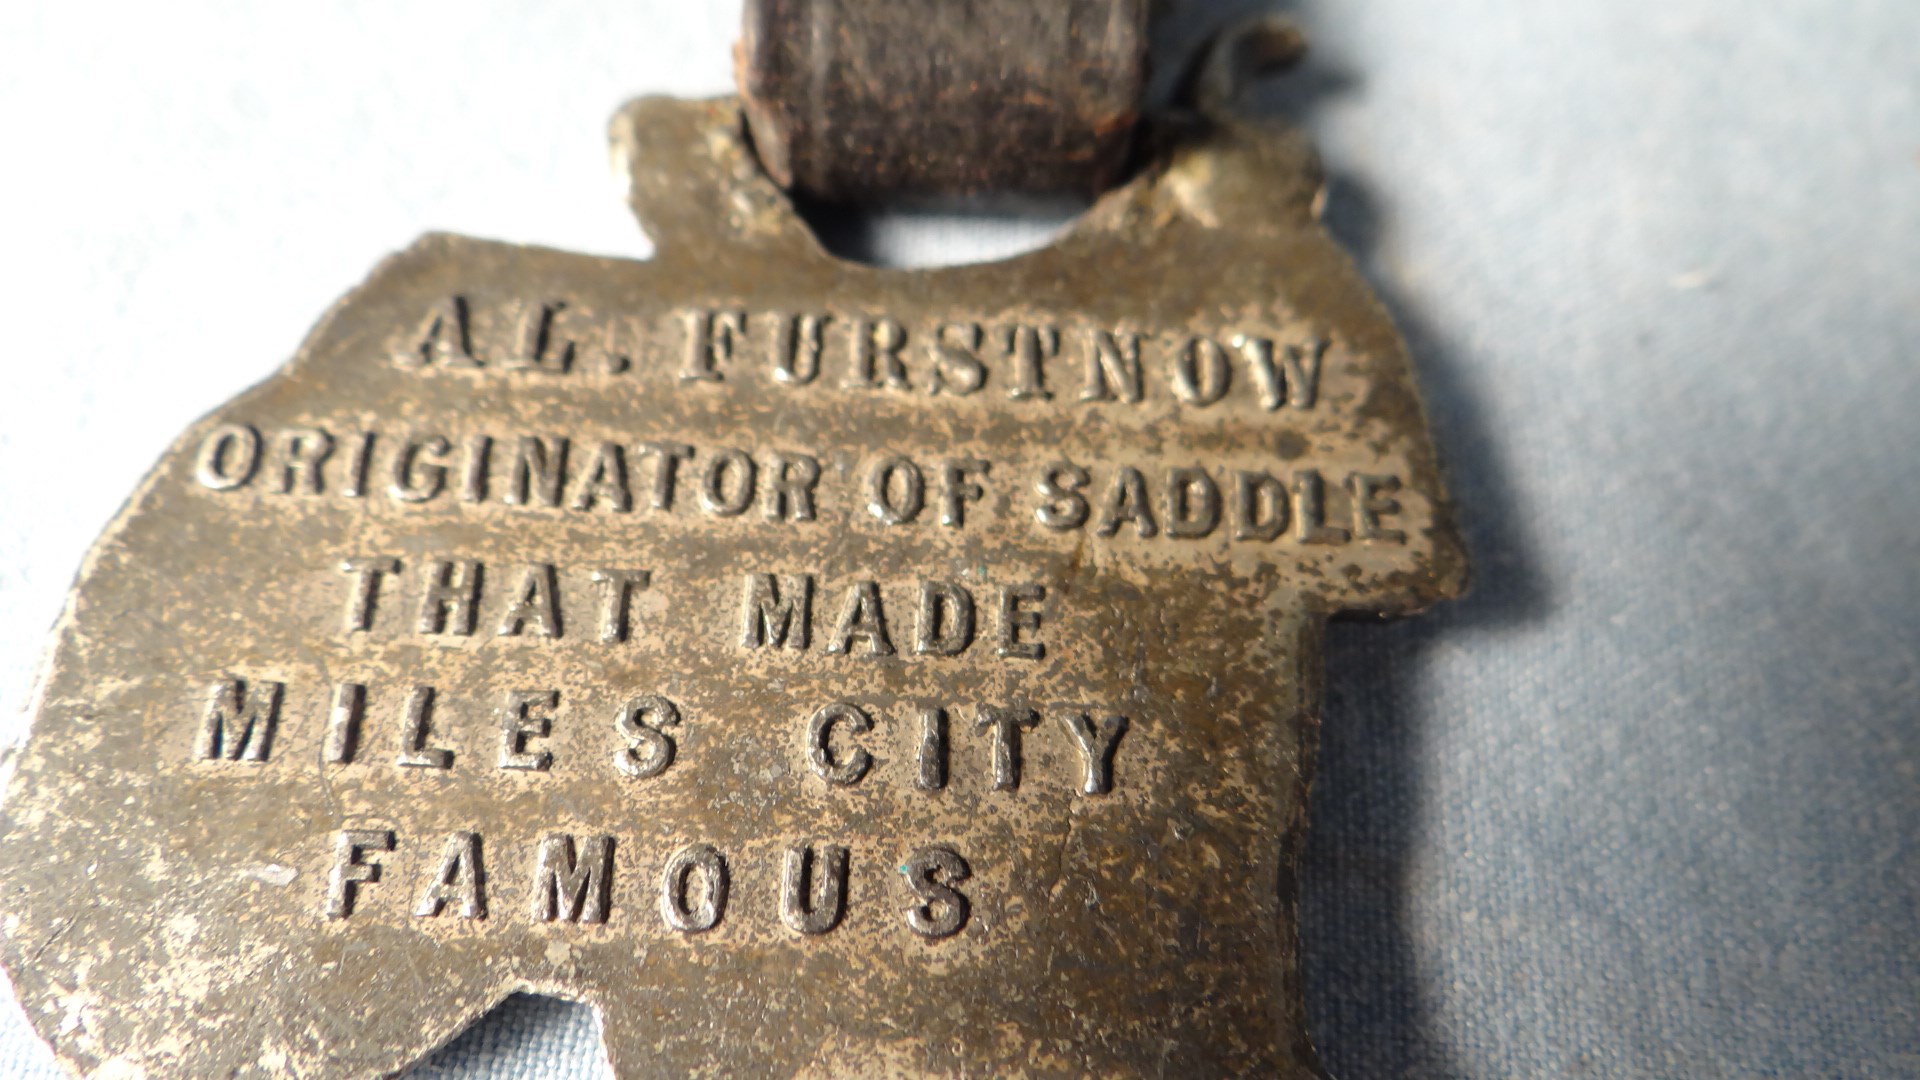 AL. FURSTNOW
ORIGINATOR OF SADDLE
THAT MADE
MILES CITY
FAMOUS